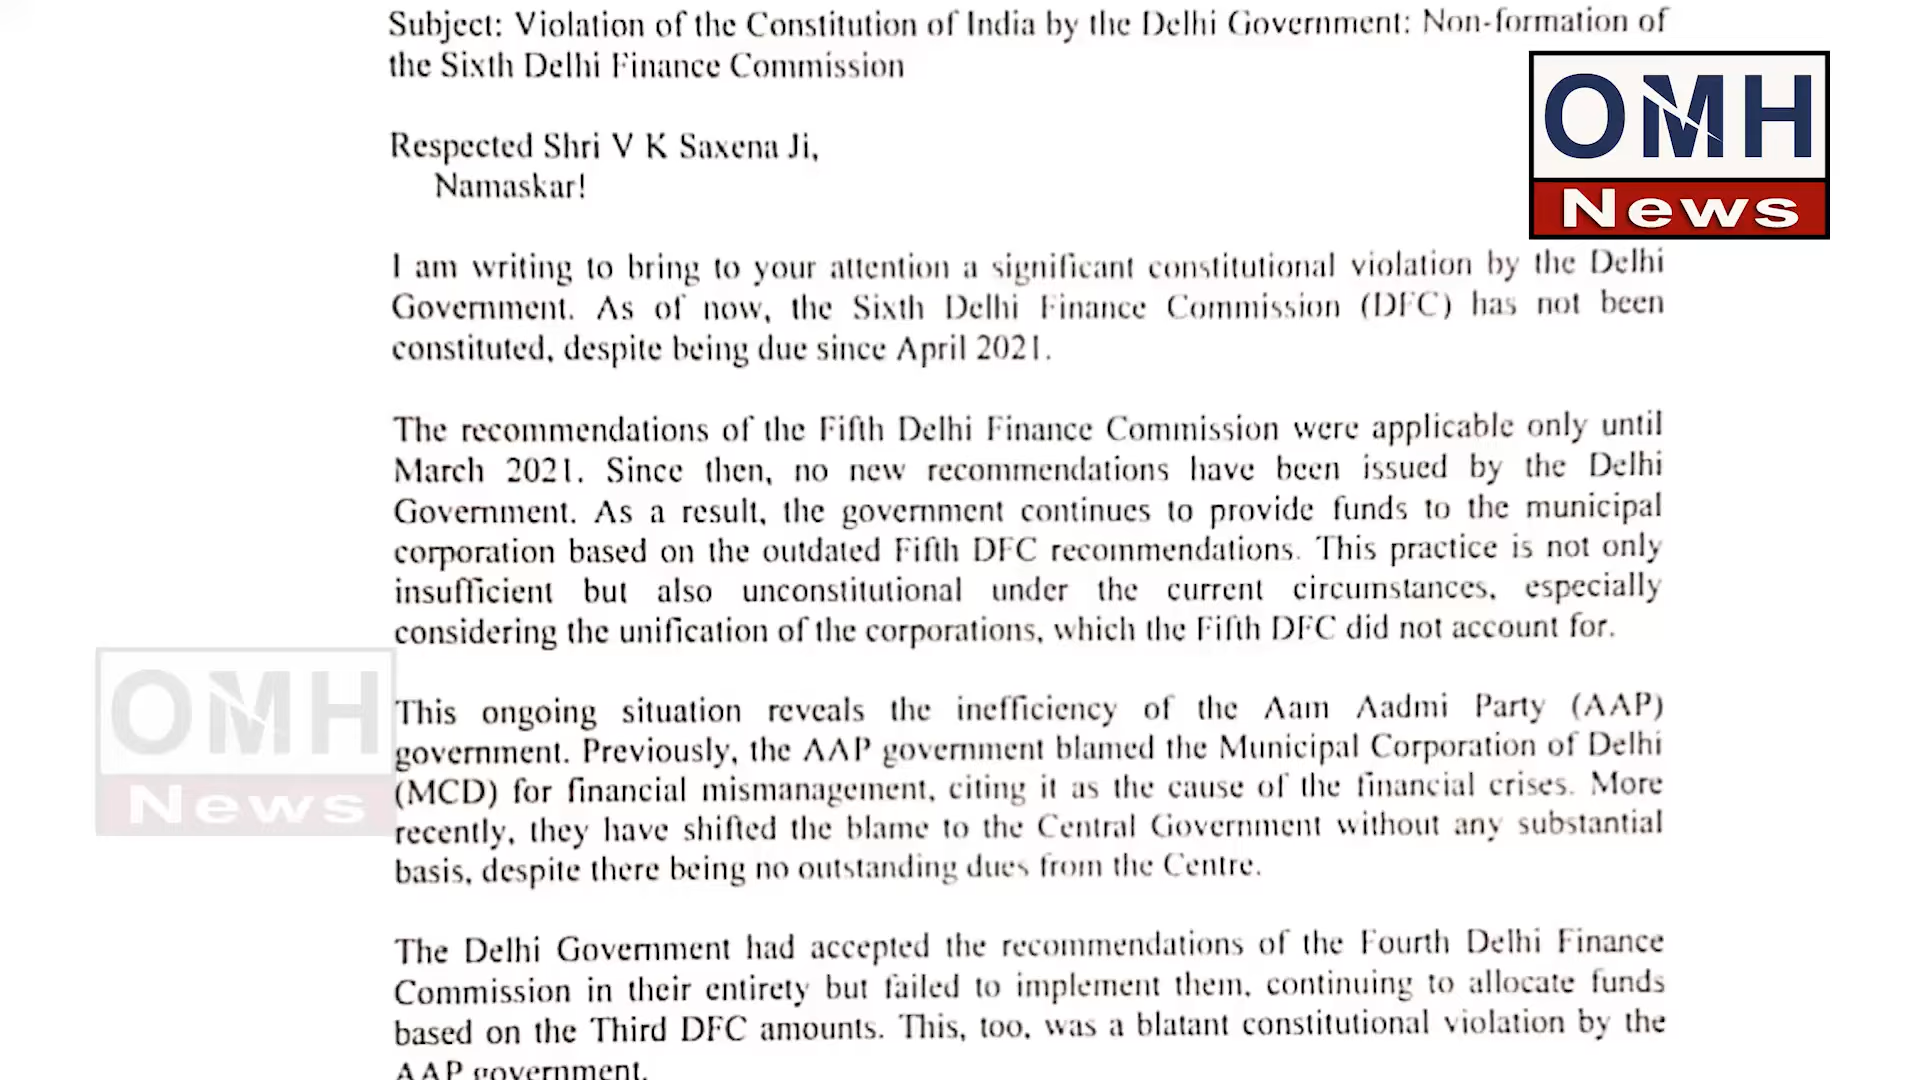 Subject: Violation of the Constitution of India by the Delhi Government: Non-formation of
the Sixth Delhi Finance Commission
OMH
News
Respected Shri V K Saxena Ji,
Namaskar!
I am writing to bring to your attention a significant constitutional violation by the Delhi
Government. As of now, the Sixth Delhi Finance Commission (DFC) has not been
constituted, despite being due since April 2021.
The recommendations of the Fifth Delhi Finance Commission were applicable only until
March 2021. Since then, no new recommendations have been issued by the Delhi
Government. As a result, the government continues to provide funds to the municipal
corporation based on the outdated Fifth DFC recommendations. This practice is not only
insufficient but also unconstitutional under the current circumstances, especially
considering the unification of the corporations, which the Fifth DFC did not account for.
OMH
News
This ongoing situation reveals the inefficiency of the Aam Aadmi Party (AAP)
government. Previously, the AAP government blamed the Municipal Corporation of Delhi
(MCD) for financial mismanagement, citing it as the cause of the financial crises. More
recently, they have shifted the blame to the Central Government without any substantial
basis, despite there being no outstanding dues from the Centre.
The Delhi Government had accepted the recommendations of the Fourth Delhi Finance
Commission in their entirety but failed to implement them, continuing to allocate funds
based on the Third DFC amounts. This, too, was a blatant constitutional violation by the
AAP government.